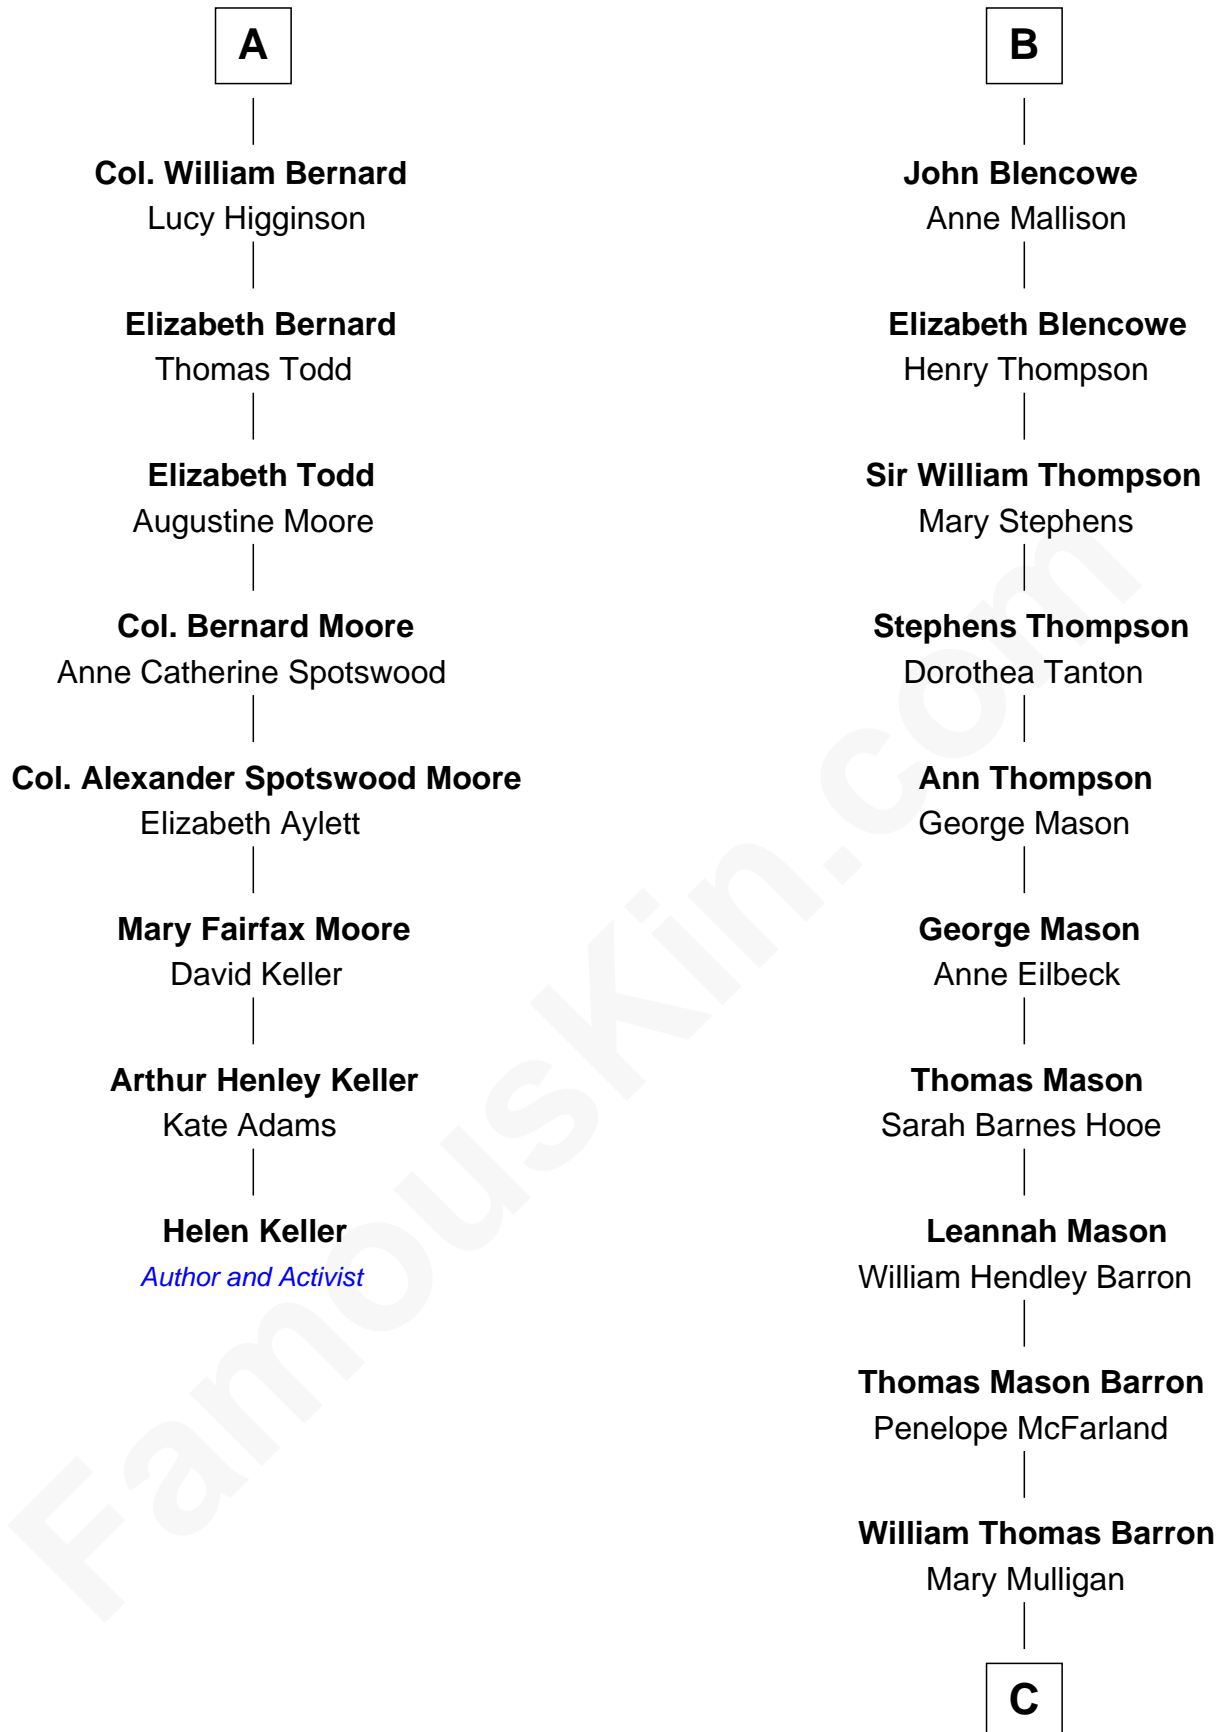 A
Col. William Bernard
Lucy Higginson
Elizabeth Bernard
Thomas Todd
Elizabeth Todd
Augustine Moore
Col. Bernard Moore
Anne Catherine Spotswood
Col. Alexander Spotswood Moore
Elizabeth Aylett
Mary Fairfax Moore
David Keller
Arthur Henley Keller
Kate Adams
Helen Keller
Author and Activist
B
John Blencowe
Anne Mallison
Elizabeth Blencowe
Henry Thompson
Sir William Thompson
Mary Stephens
Stephens Thompson
Dorothea Tanton
Ann Thompson
George Mason
George Mason
Anne Eilbeck
Thomas Mason
Sarah Barnes Hooe
Leannah Mason
William Hendley Barron
Thomas Mason Barron
Penelope McFarland
William Thomas Barron
Mary Mulligan
C
FamousKin.com